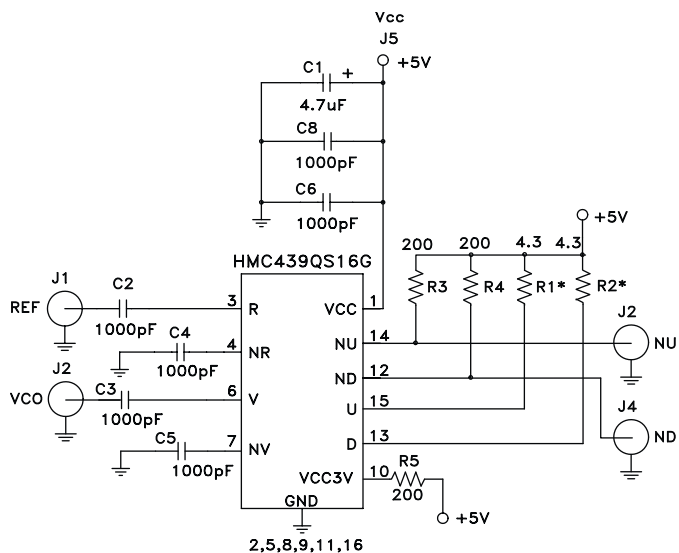 Vcc
J5
+5V
C1
+
4.7uF
C8
1000pF
C6
1000pF
+5V
200 200 4.3 4.3
HMC439QS16G
R3 R4 R1* R2*
J1
REF
C2
1000pF
3 R
VCC 1
J2
NU
C4
1000pF
4 NR
NU 14
J2
VCO
C3
1000pF
6 V
ND 12
U 15
J4
ND
C5
1000pF
7 NV
D 13
VCC3V 10
R5
200
+5V
GND
2,5,8,9,11,16